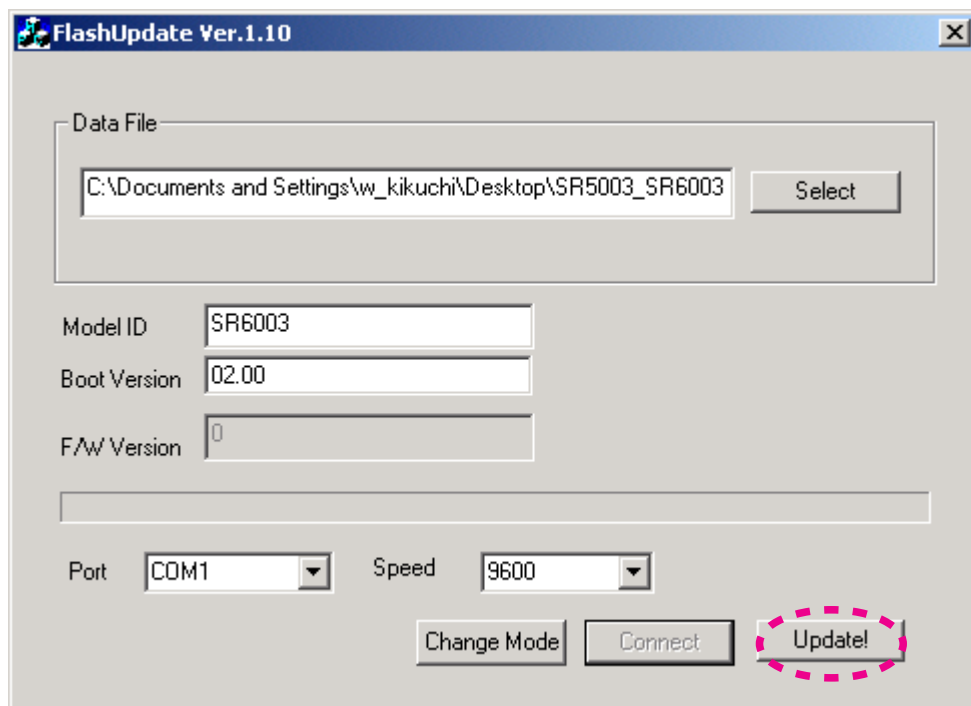 FlashUpdate Ver.1.10
Data File
C:\Documents and Settings\w_kikuchi\Desktop\SR5003_SR6003
Select
Model ID
SR6003
Boot Version
02.00
F/W Version
0
Port
COM1
Speed
9600
Change Mode
Connect
Update!